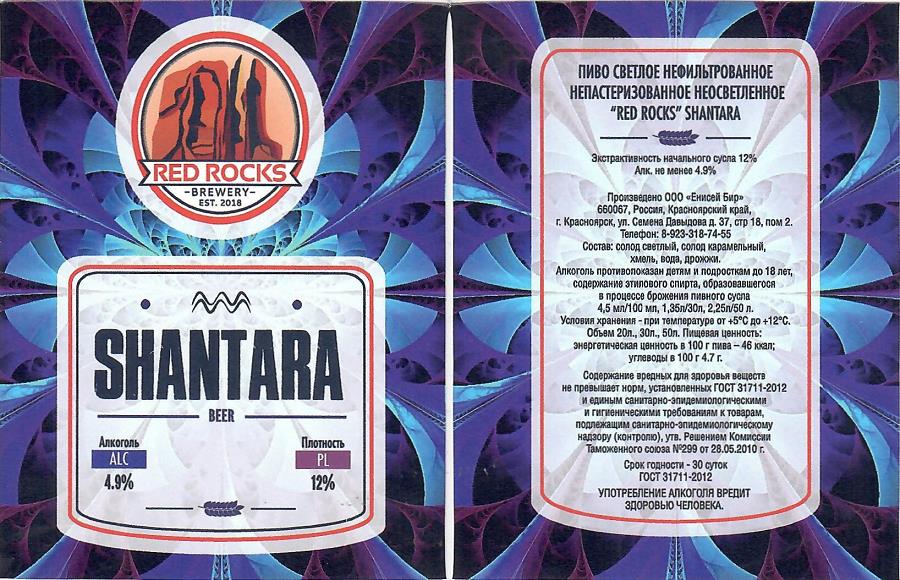 RED ROCKS
-BREWERY-
EST. 2018
SHANTARA
BEER
Алкоголь
ALC
4.9%
Плотность
PL
12%
ПИВО СВЕТЛОЕ НЕФИЛЬТРОВАННОЕ
НЕПАСТЕРИЗОВАННОЕ НЕОСВЕТЛЕННОЕ
"RED ROCKS" SHANTARA
Экстрактивность начального сусла 12%
Алк. не менее 4.9%
Произведено ООО «Енисей Бир»
660067, Россия, Красноярский край,
г. Красноярск, ул. Семена Давыдова д. 37, стр 18, пом 2.
Телефон: 8-923-318-74-55
Состав: солод светлый, солод карамельный,
хмель, вода, дрожжи.
Алкоголь противопоказан детям и подросткам до 18 лет,
содержание этилового спирта, образовавшегося
в процессе брожения пивного сусла
4,5 мл/100 мл, 1,35л/30л, 2,25л/50 л.
Условия хранения - при температуре от +5°С до +12°С.
Объем 20л., 30л., 50л. Пищевая ценность:
энергетическая ценность в 100 г пива – 46 ккал;
углеводы в 100 г 4.7 г.
Содержание вредных для здоровья веществ
не превышает норм, установленных ГОСТ 31711-2012
и единым санитарно-эпидемиологическими
и гигиеническими требованиям к товарам,
подлежащим санитарно-эпидемиологическому
надзору (контролю), утв. Решением Комиссии
Таможенного союза №299 от 28.05.2010 г.
Срок годности - 30 суток
ГОСТ 31711-2012
УПОТРЕБЛЕНИЕ АЛКОГОЛЯ ВРЕДИТ
ЗДОРОВЬЮ ЧЕЛОВЕКА.